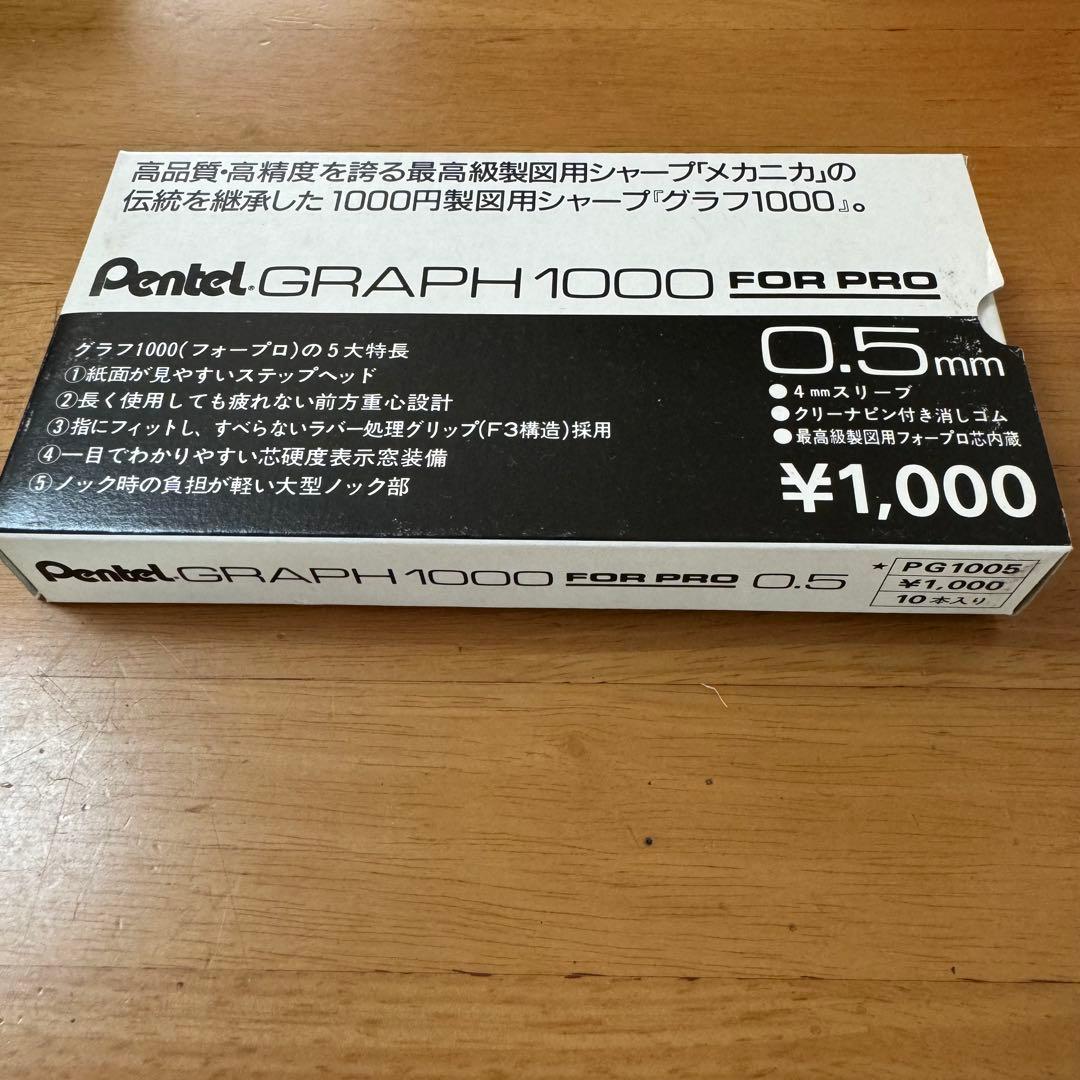 高品質・高精度を誇る最高級製図用シャープ「メカニカ」の
伝統を継承した1000円製図用シャープ『グラフ1000』。
Pentel GRAPH 1000 FOR PRO
グラフ1000(フォープロ)の5大特長
①紙面が見やすいステップヘッド
②長く使用しても疲れない前方重心設計
③指にフィットし、すべらないラバー処理グリップ(F3構造)採用
④一目でわかりやすい芯硬度表示窓装備
⑤ノック時の負担が軽い大型ノック部
0.5mm
●4mmスリーブ
●クリーナピン付き消しゴム
●最高級製図用フォープロ芯内蔵
¥1,000
Pentel GRAPH 1000 FOR PRO 0.5
★PG1005
¥1,000
10本入り